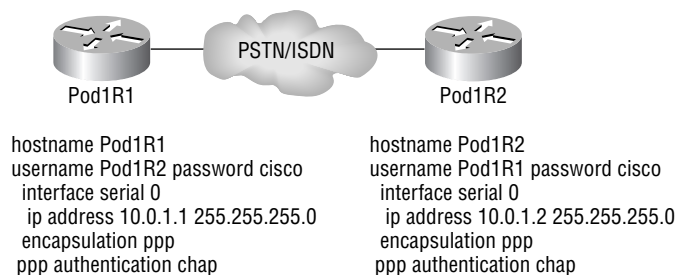 PSTN/ISDN
Pod1R1
Pod1R2
hostname Pod1R1
username Pod1R2 password cisco
interface serial 0
ip address 10.0.1.1 255.255.255.0
encapsulation ppp
ppp authentication chap
hostname Pod1R2
username Pod1R1 password cisco
interface serial 0
ip address 10.0.1.2 255.255.255.0
encapsulation ppp
ppp authentication chap